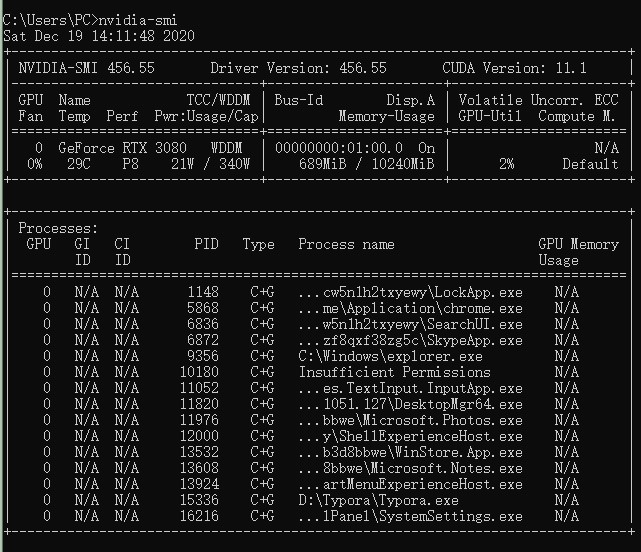 C:\Users\PC>nvidia-smi
Sat Dec 19 14:11:48 2020
NVIDIA-SMI 456.55 Driver Version: 456.55 CUDA Version: 11.1
GPU Name TCC/WDDM | Bus-Id Disp.A | Volatile Uncorr. ECC
Fan Temp Perf Pwr:Usage/Cap | Memory-Usage | GPU-Util Compute M.
0 GeForce RTX 3080 WDDM | 00000000:01:00.0 On | N/A
0% 29C P8 21W / 340W | 689MiB / 10240MiB | 2% Default
Processes:
GPU GI CI PID Type Process name GPU Memory
ID ID Usage
0 N/A N/A 1148 C+G ...cw5n1h2txyewy\LockApp.exe N/A
0 N/A N/A 5868 C+G ...me\Application\chrome.exe N/A
0 N/A N/A 6836 C+G ...w5n1h2txyewy\SearchUI.exe N/A
0 N/A N/A 6872 C+G ...zf8qxf38zg5c\SkypeApp.exe N/A
0 N/A N/A 9356 C+G C:\Windows\explorer.exe N/A
0 N/A N/A 10180 C+G Insufficient Permissions N/A
0 N/A N/A 11052 C+G ...es.TextInput.InputApp.exe N/A
0 N/A N/A 11820 C+G ...1051.127\DesktopMgr64.exe N/A
0 N/A N/A 11976 C+G ...bbwe\Microsoft.Photos.exe N/A
0 N/A N/A 12000 C+G ...y\ShellExperienceHost.exe N/A
0 N/A N/A 13532 C+G ...b3d8bbwe\WinStore.App.exe N/A
0 N/A N/A 13608 C+G ...8bbwe\Microsoft.Notes.exe N/A
0 N/A N/A 13924 C+G ...artMenuExperienceHost.exe N/A
0 N/A N/A 15336 C+G D:\Typora\Typora.exe N/A
0 N/A N/A 16216 C+G ...lPanel\SystemSettings.exe N/A